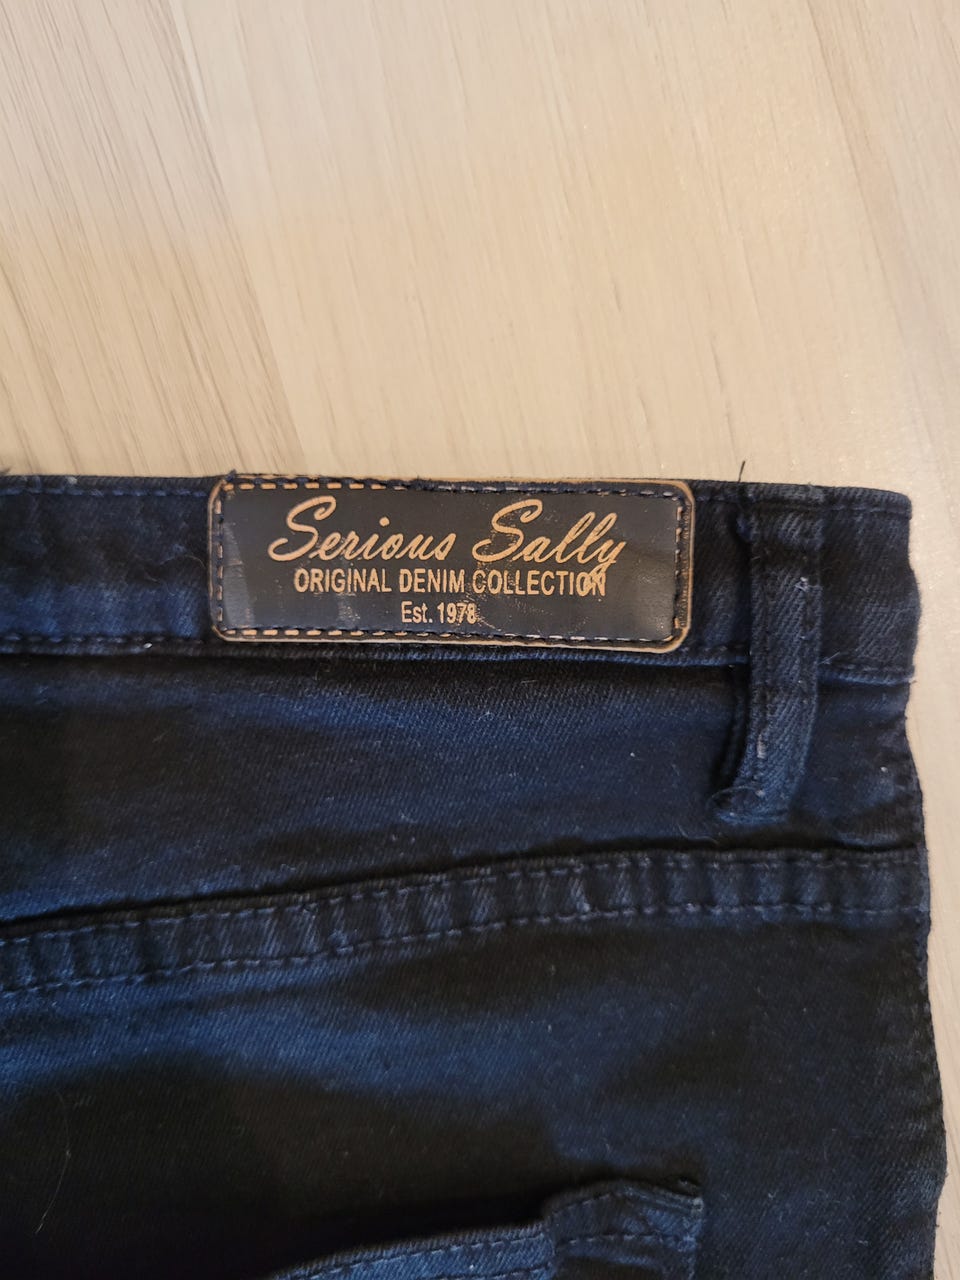 Serious Sally
ORIGINAL DENIM COLLECTION
Est. 1978